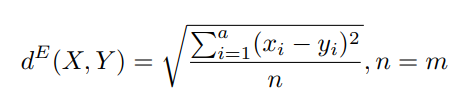 $d^E(X, Y) = \sqrt{\frac{\sum_{i=1}^{a}(x_i - y_i)2}{n}}, n = m$